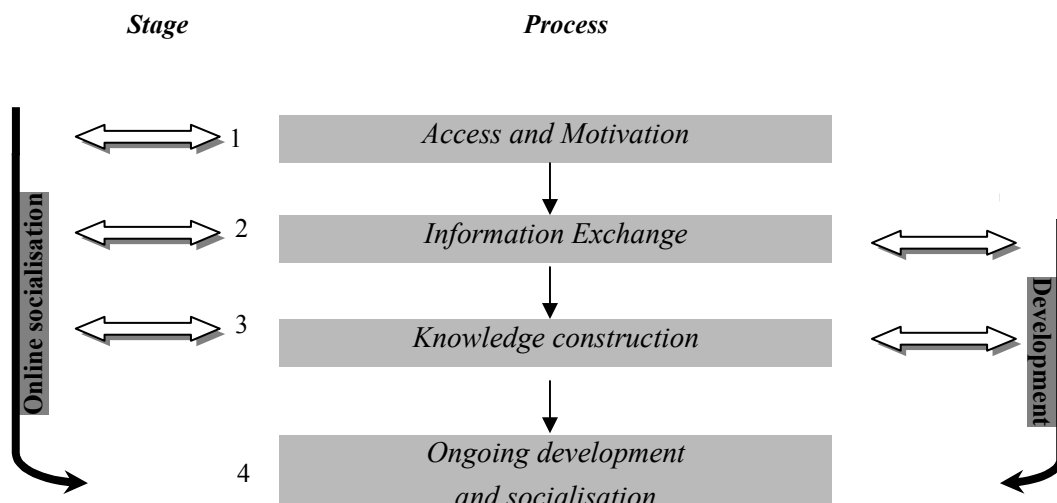 Stage Process
1 Access and Motivation
2 Information Exchange
3 Knowledge construction
4 Ongoing development
and socialisation
Online socialisation
Development